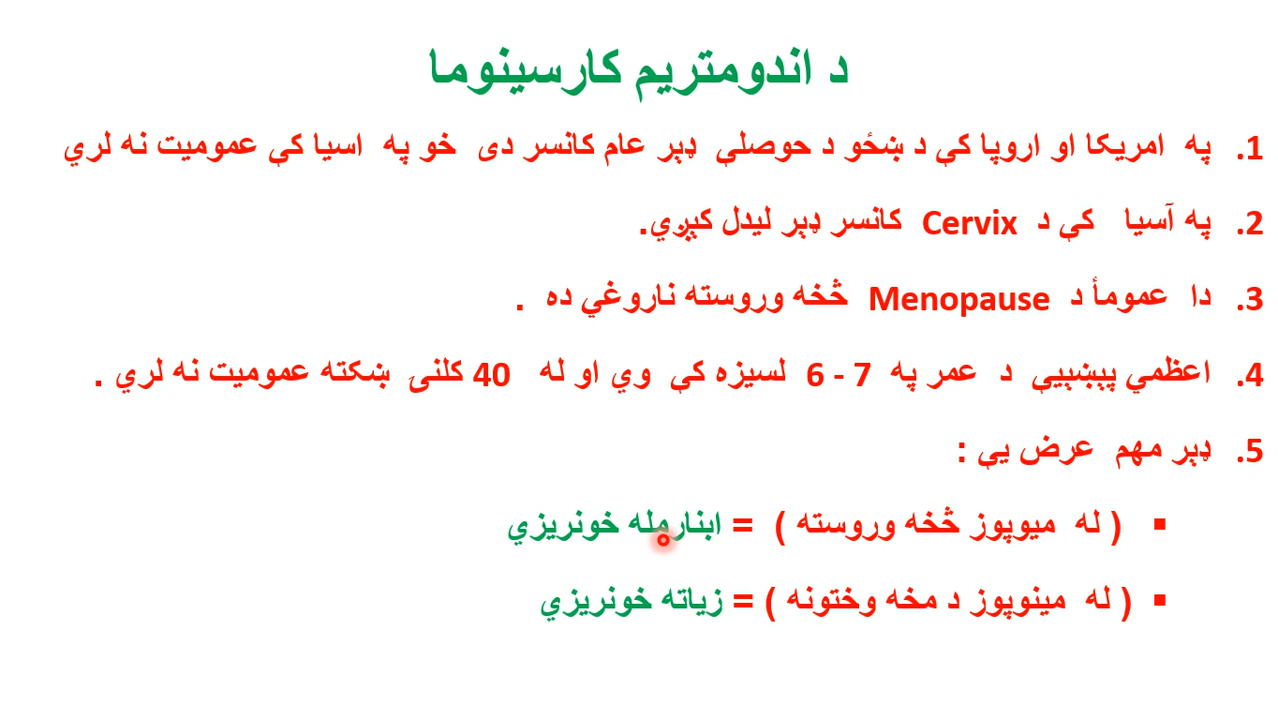 د اندومتریم کارسینوما
1. په امریکا او اروپا کې د ښځو د حوصلې ډېر عام کانسر دی خو په اسیا کې عمومیت نه لري
2. په آسیا کې د Cervix کانسر ډېر لیدل کېږي.
3. دا عمومأ د Menopause څخه وروسته ناروغي ده .
4. اعظمي پېښېیې د عمر په 7 - 6 لسیزه کې وي او له 40 کلنۍ ښکته عمومیت نه لري .
5. ډېر مهم عرض یې :
▪ ( له میوپوز څخه وروسته ) = ابنارمله خونریزي
▪ ( له مینوپوز د مخه وختونه ) = زیاته خونریزي